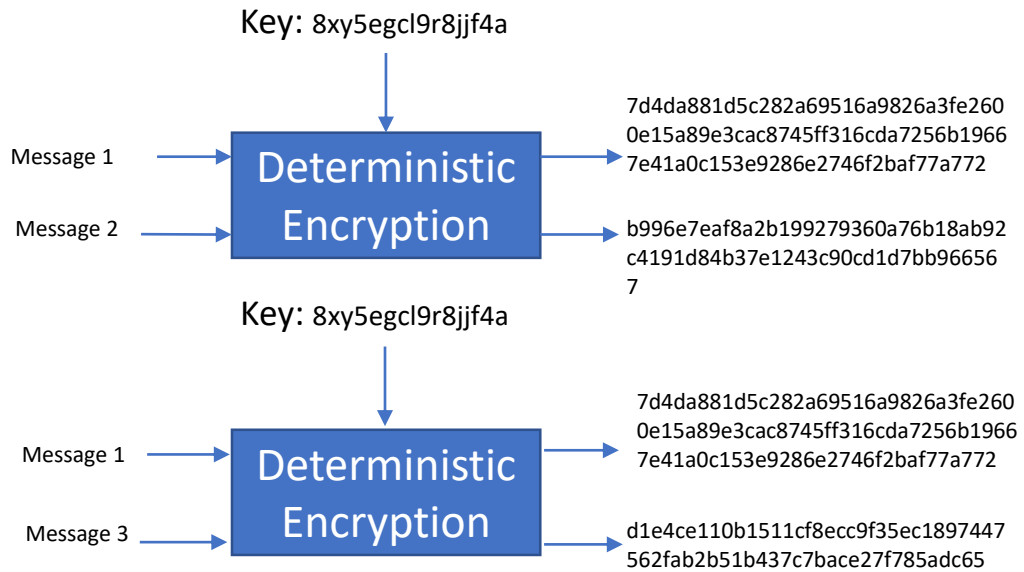 Key: 8xy5egcl9r8jjf4a
7d4da881d5c282a69516a9826a3fe260
0e15a89e3cac8745ff316cda7256b1966
7e41a0c153e9286e2746f2baf77a772
Message 1
Deterministic
Encryption
Message 2
b996e7eaf8a2b199279360a76b18ab92
c4191d84b37e1243c90cd1d7bb96656
7
Key: 8xy5egcl9r8jjf4a
7d4da881d5c282a69516a9826a3fe260
0e15a89e3cac8745ff316cda7256b1966
7e41a0c153e9286e2746f2baf77a772
Message 1
Deterministic
Encryption
Message 3
d1e4ce110b1511cf8ecc9f35ec1897447
562fab2b51b437c7bace27f785adc65